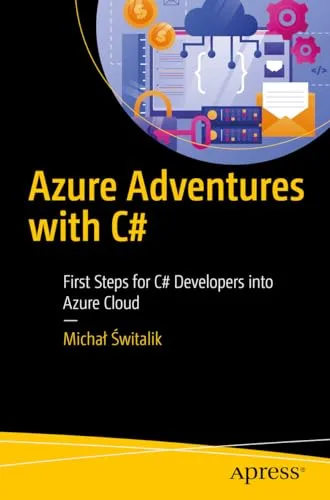 Azure Adventures
with C#
First Steps for C# Developers into
Azure Cloud
—
Michał Świtalik
Apress®